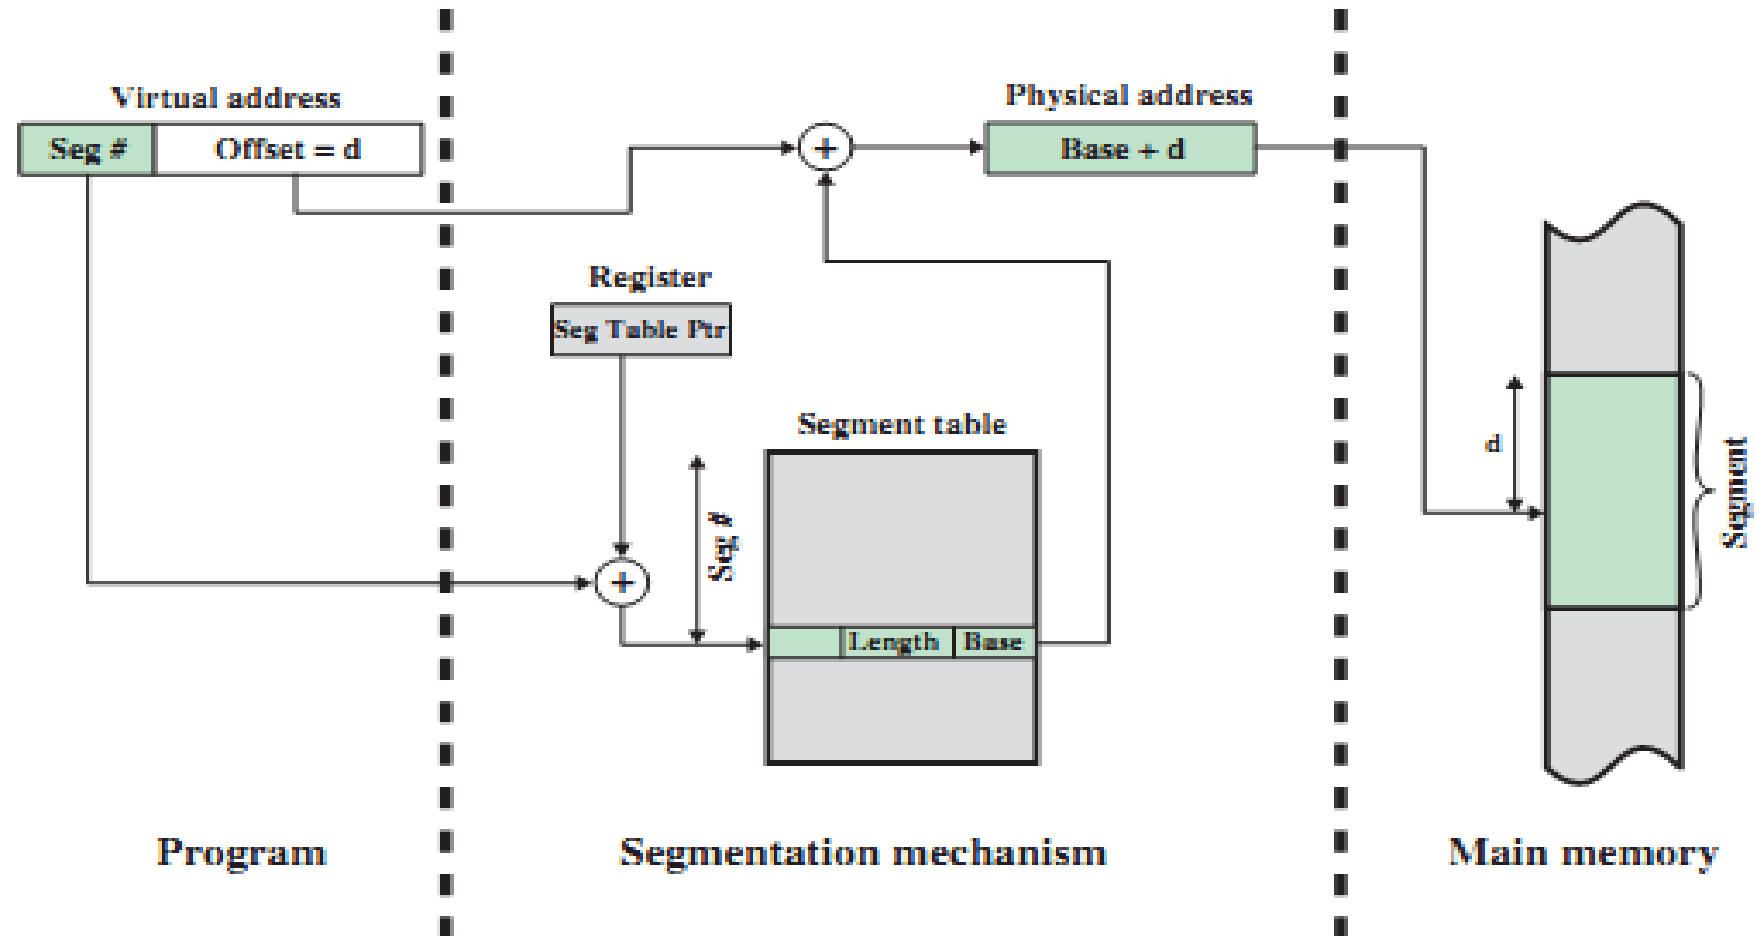 Virtual address
Seg #
Offset = d
Physical address
+
Base + d
Register
Seg Table Ptr
Segment table
Seg #
+
Length
Base
d
Segment
Program
Segmentation mechanism
Main memory